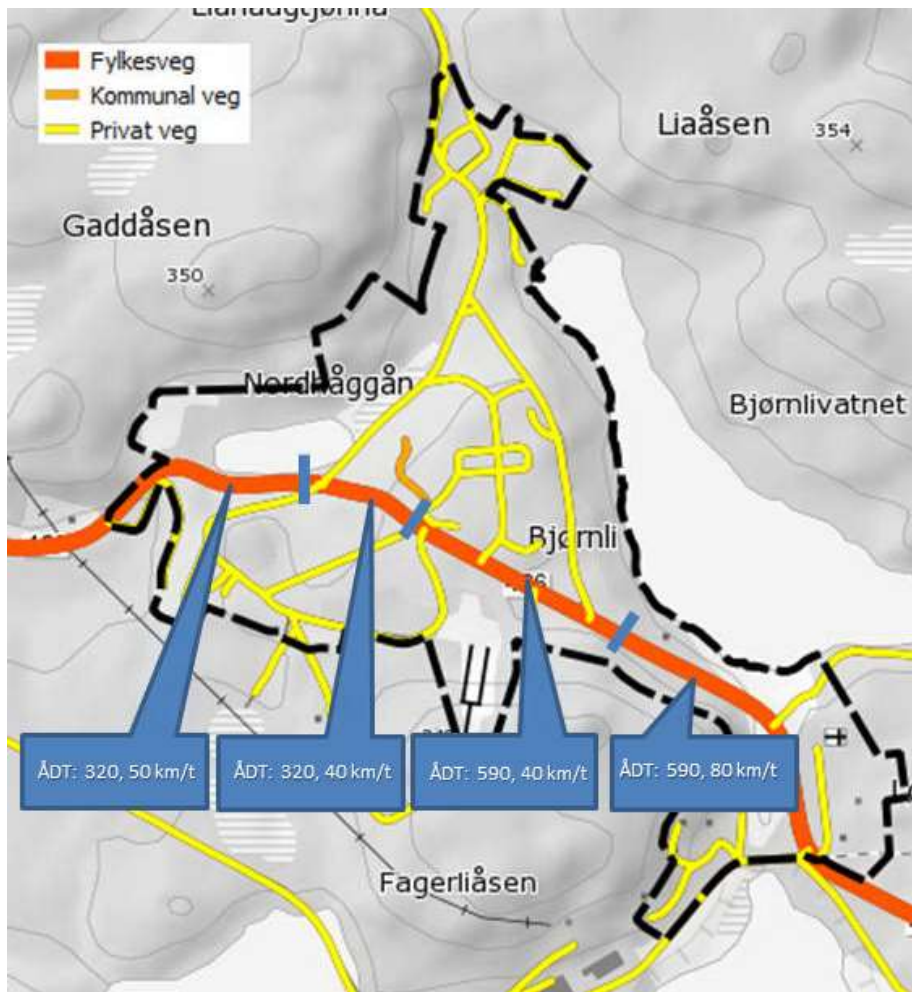 Fylkesveg
Kommunal veg
Privat veg
Liaåsen
354
Gaddåsen
350
Nordhåggån
Bjørnlivatnet
Bjørnli
ÅDT: 320, 50 km/t
ÅDT: 320, 40 km/t
ÅDT: 590, 40 km/t
ÅDT: 590, 80 km/t
Fagerliåsen